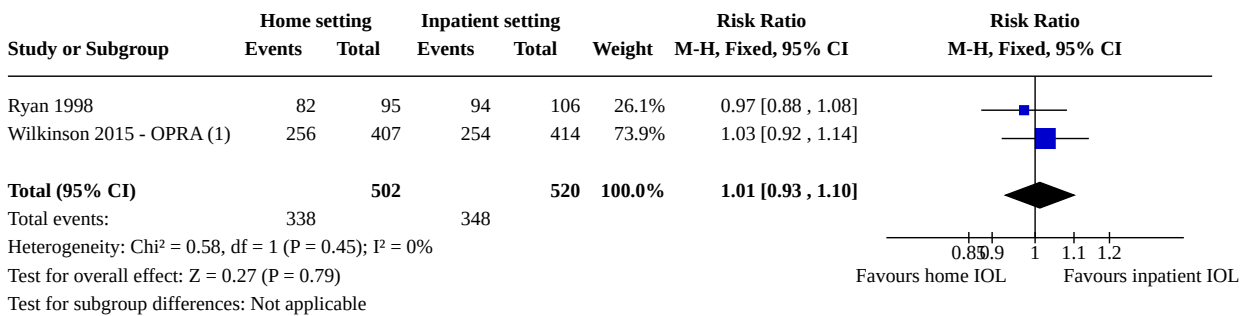 Home setting Inpatient setting Risk Ratio Risk Ratio
Study or Subgroup Events Total Events Total Weight M-H, Fixed, 95% CI M-H, Fixed, 95% CI
Ryan 1998 82 95 94 106 26.1% 0.97 [0.88 , 1.08]
Wilkinson 2015 - OPRA (1) 256 407 254 414 73.9% 1.03 [0.92 , 1.14]
Total (95% CI) 502 520 100.0% 1.01 [0.93 , 1.10]
Total events: 338 348
Heterogeneity: Chi² = 0.58, df = 1 (P = 0.45); I² = 0%
0.85 0.9 1 1.1 1.2
Test for overall effect: Z = 0.27 (P = 0.79) Favours home IOL Favours inpatient IOL
Test for subgroup differences: Not applicable